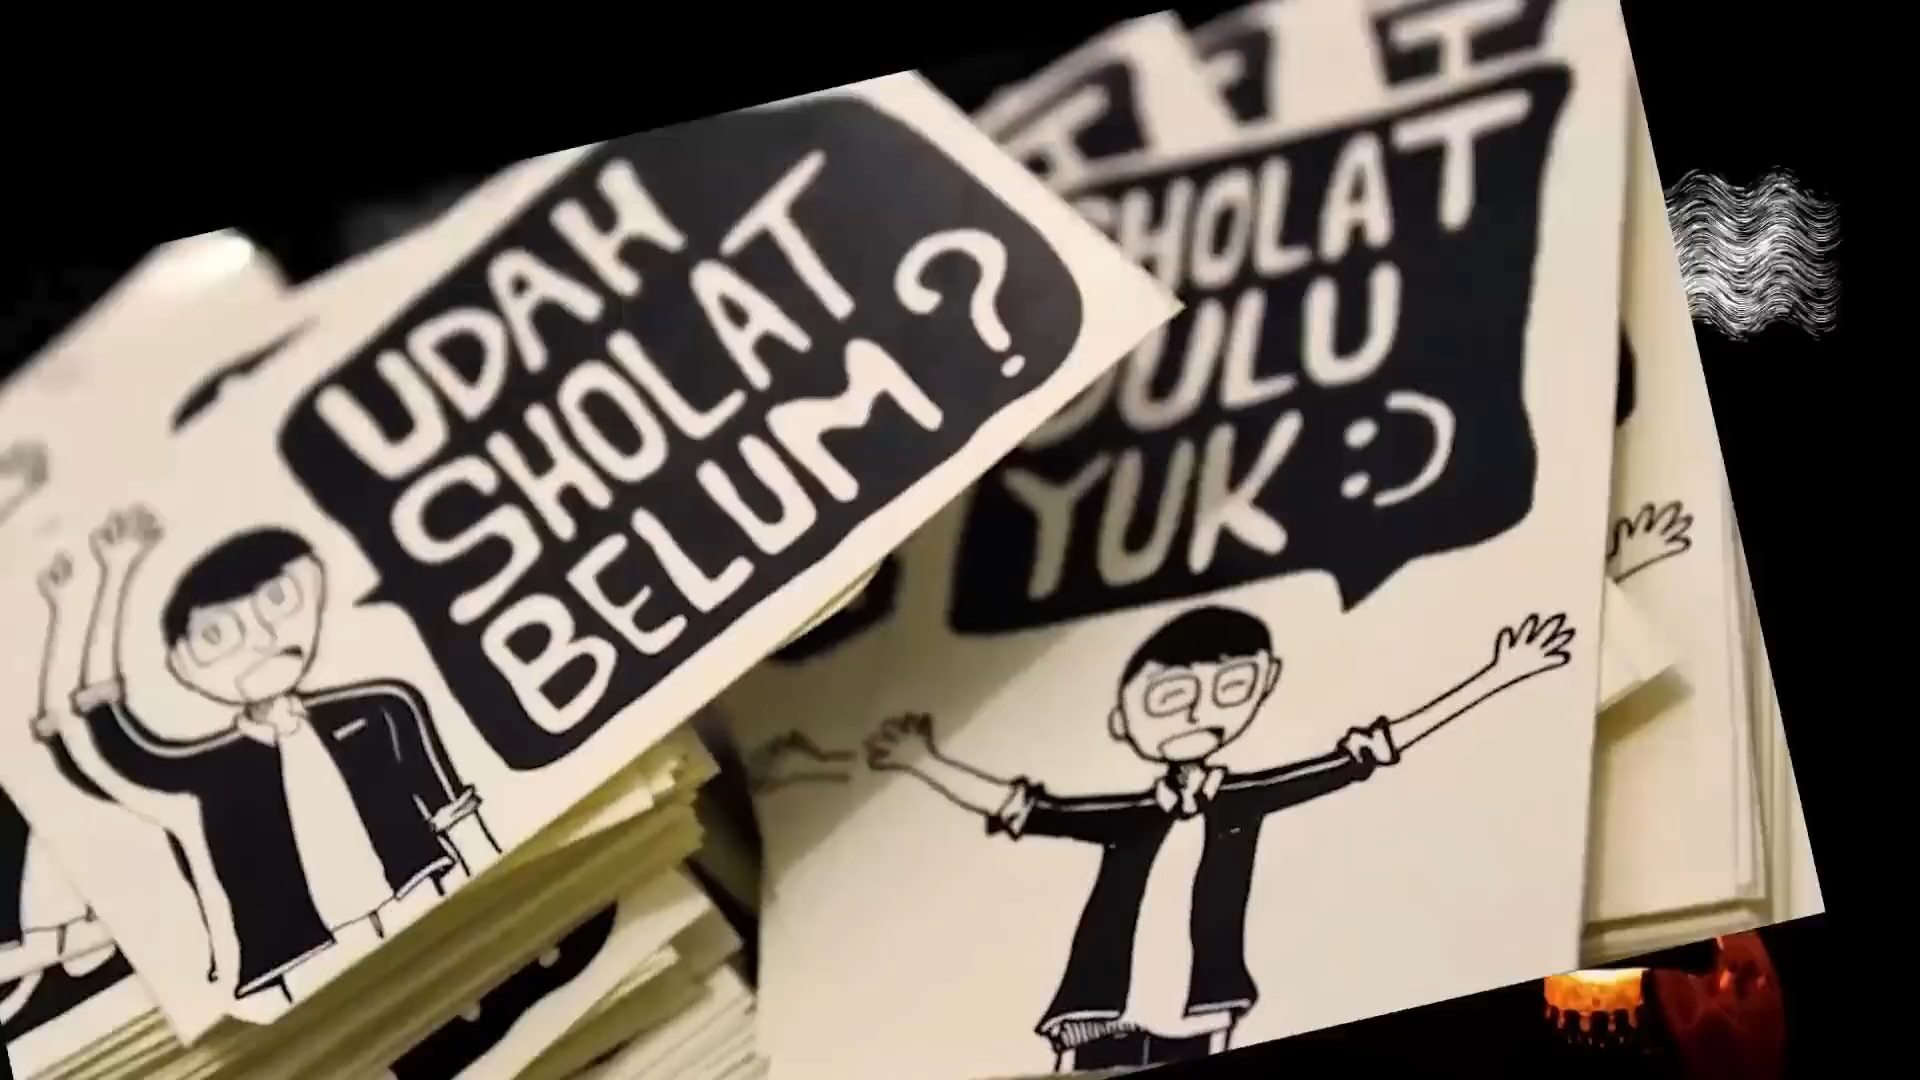 UDAH
SHOLAT
BELUM?
SHOLAT
DULU
YUK :)